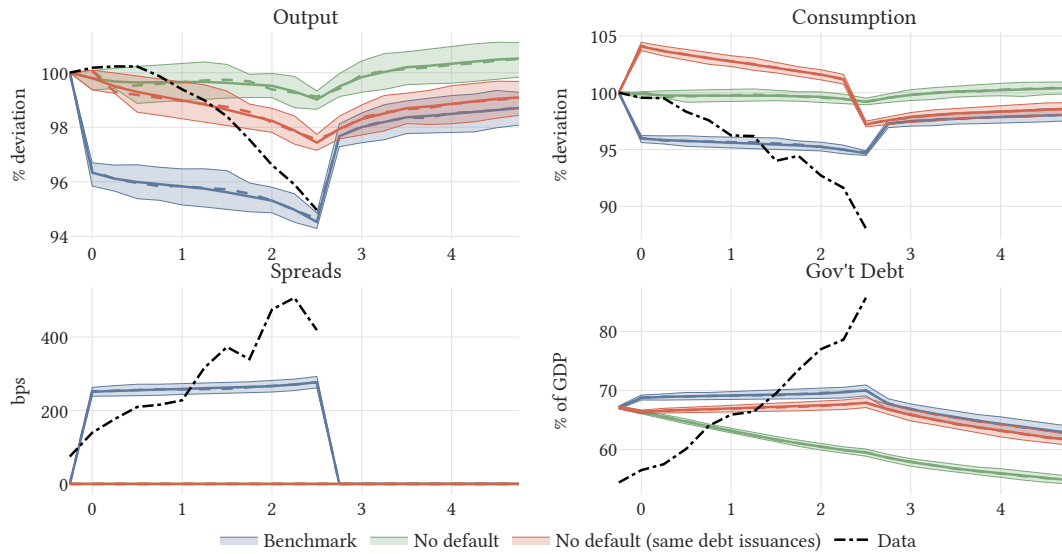 Output
Consumption
% deviation
100
98
96
94
0 1 2 3 4
% deviation
105
100
95
90
0 1 2 3 4
Spreads
Gov't Debt
bps
400
200
0
0 1 2 3 4
% of GDP
80
70
60
0 1 2 3 4
Benchmark No default No default (same debt issuances) Data